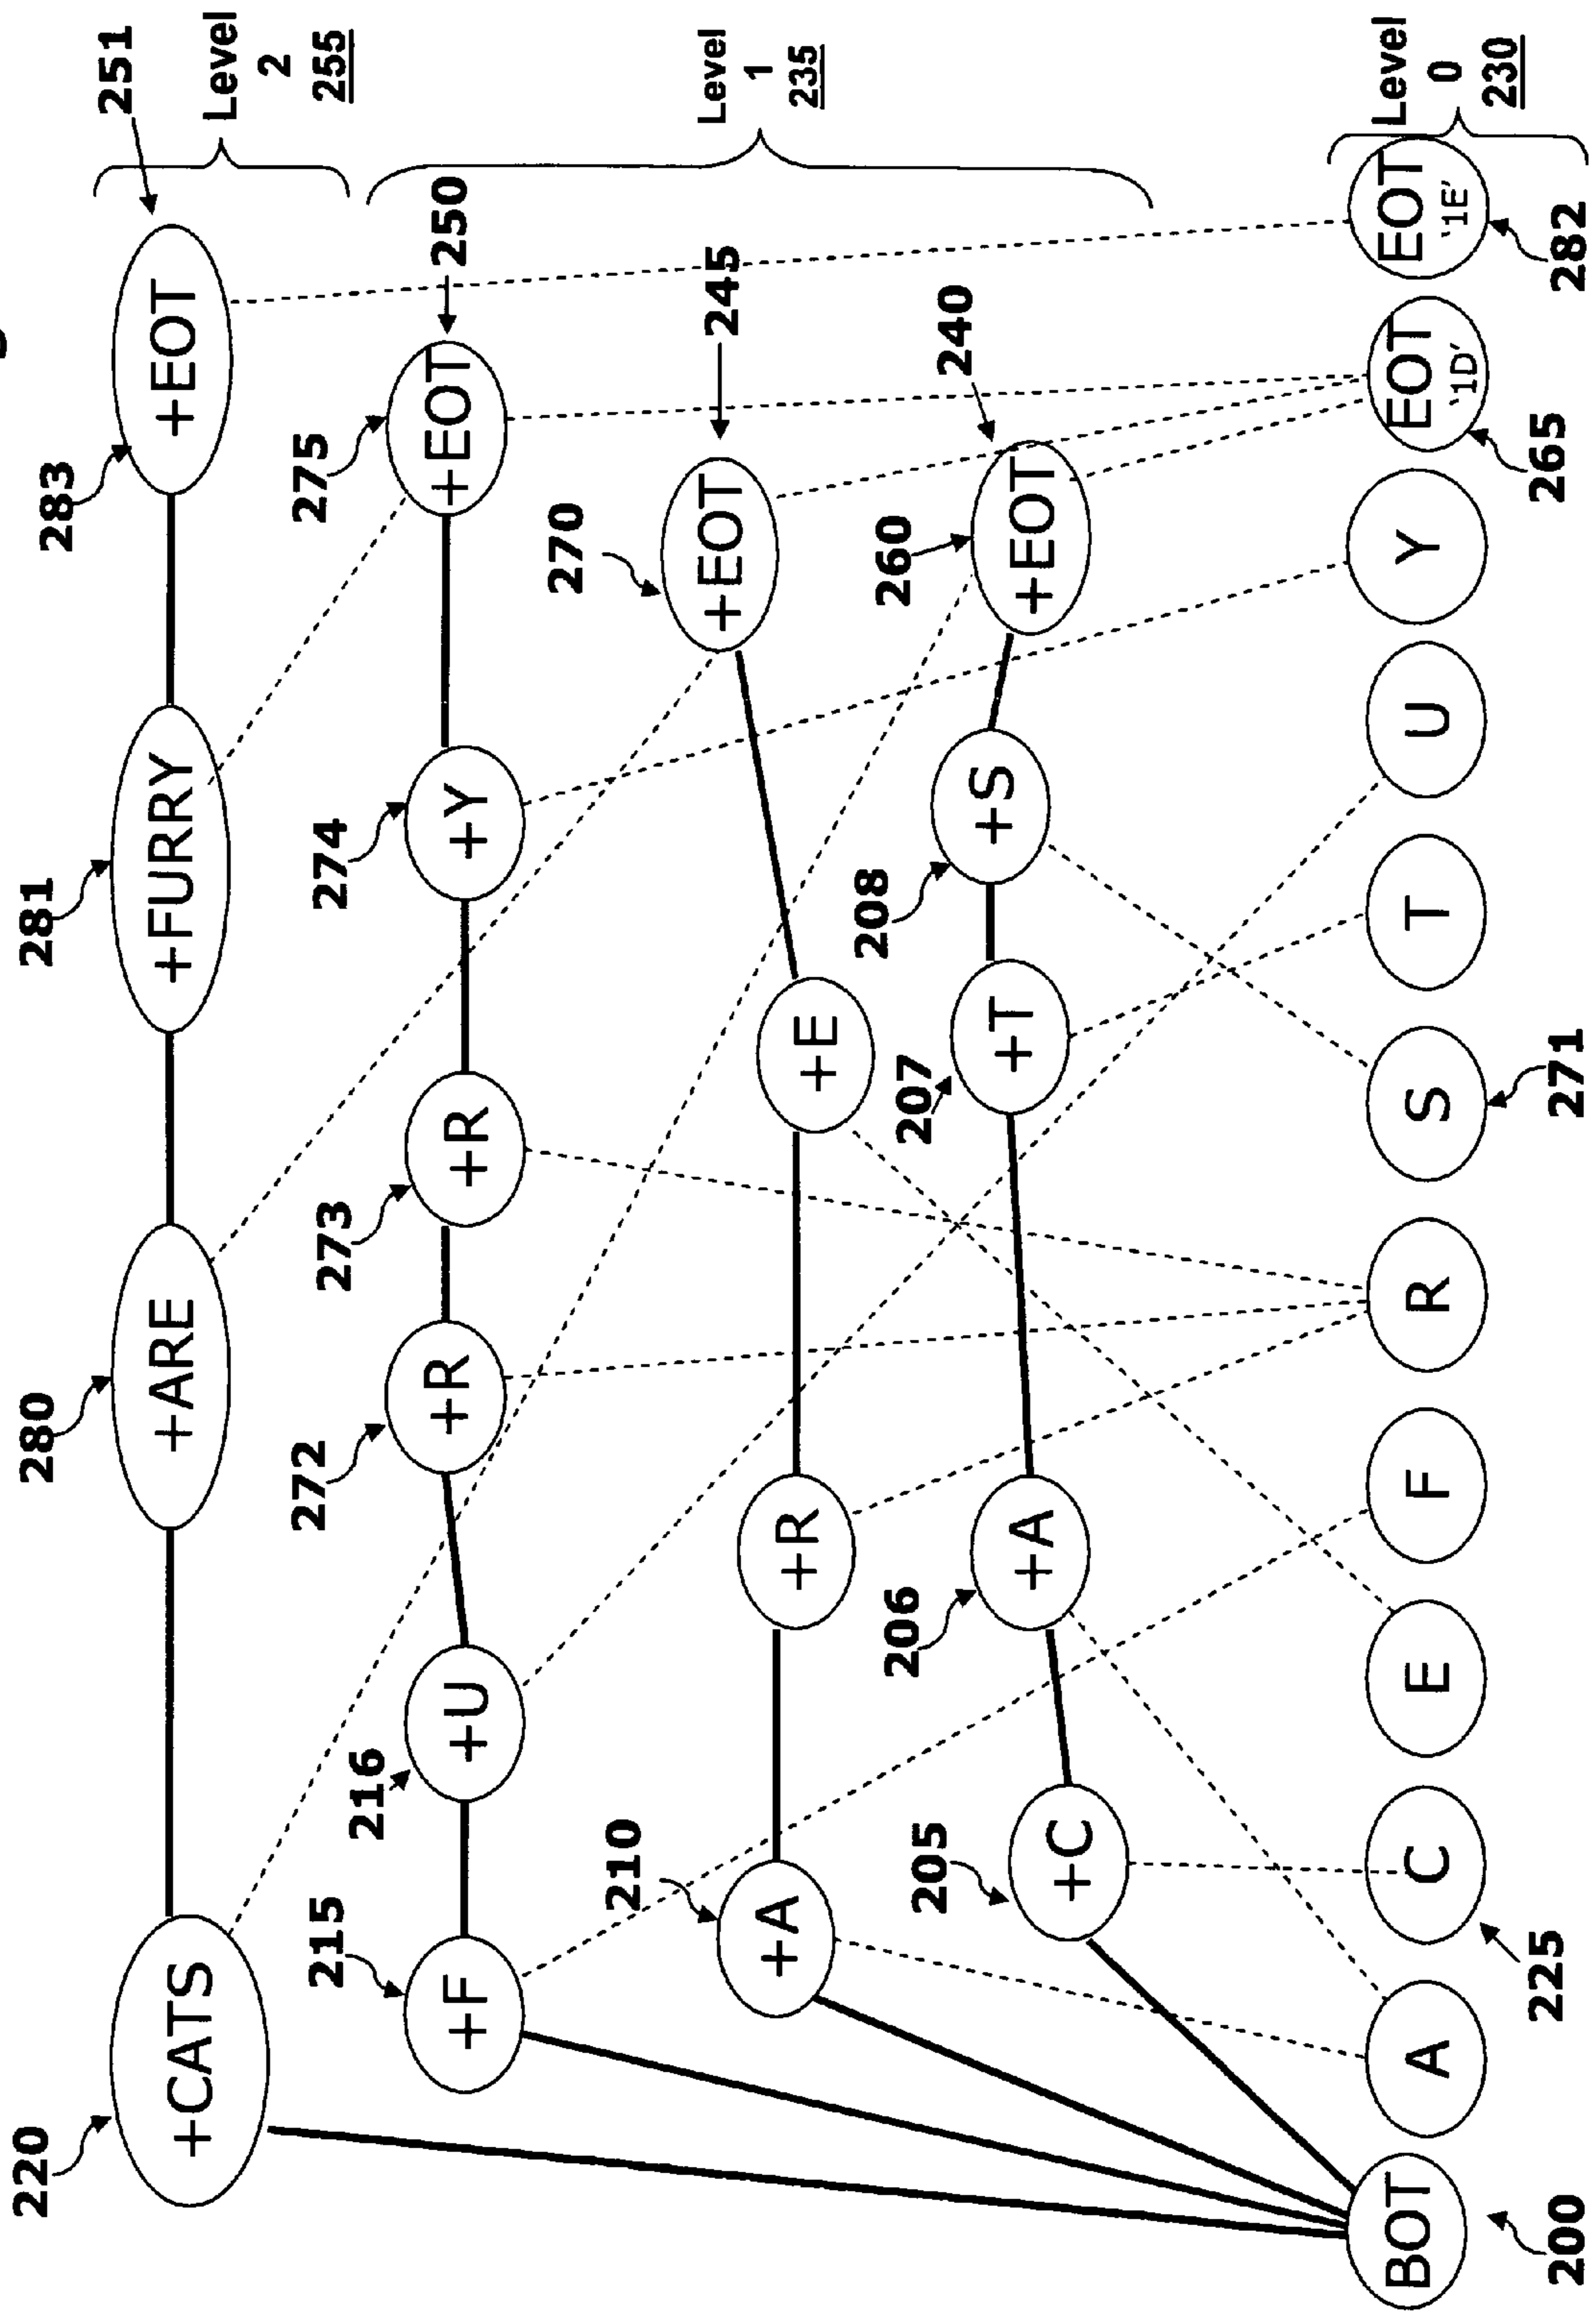 220
+CATS
280
+ARE
281
+FURRY
283
+EOT
251
Level
2
255
215
+F
216
+U
272
+R
273
+R
274
+Y
275
+EOT
250
210
+A
+R
+E
270
+EOT
245
Level
1
235
205
+C
206
+A
207
+T
208
+S
260
+EOT
240
BOT
200
A
C
225
E
F
R
S
271
T
U
Y
EOT
'1D'
265
EOT
'1E'
282
Level
0
230